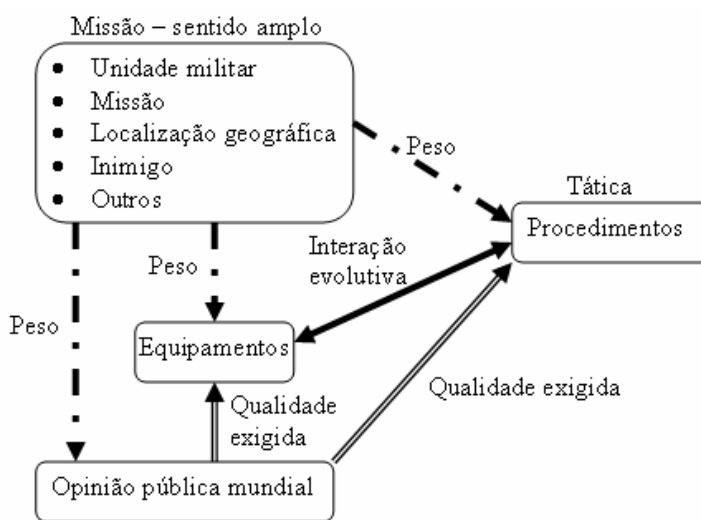 Missão – sentido amplo
• Unidade militar
• Missão
• Localização geográfica
• Inimigo
• Outros
Peso
Tática
Procedimentos
Interação
evolutiva
Peso
Peso
Equipamentos
Qualidade exigida
Qualidade
exigida
Opinião pública mundial